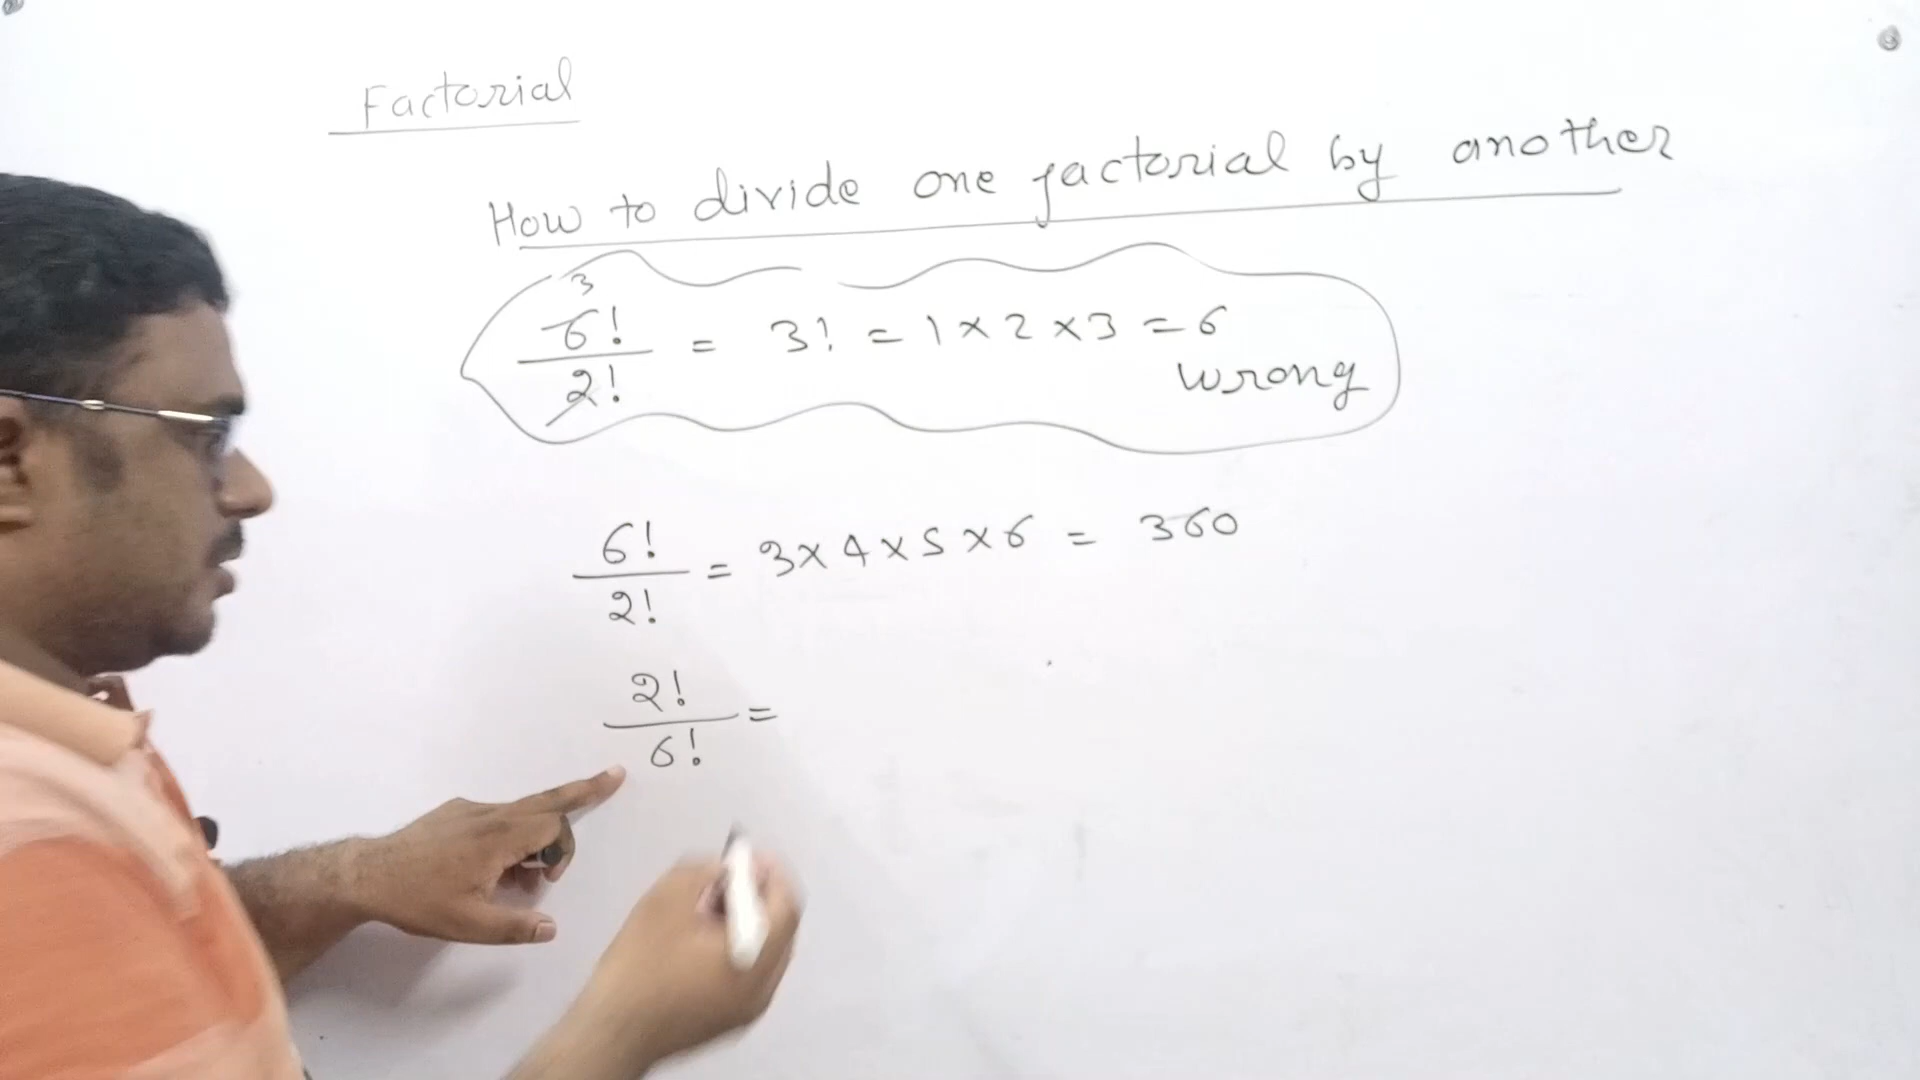 Factorial
How to divide one factorial by another
3
6!/2! = 3! = 1 × 2 × 3 = 6
wrong
6!/2! = 3 × 4 × 5 × 6 = 360
2!/6! =